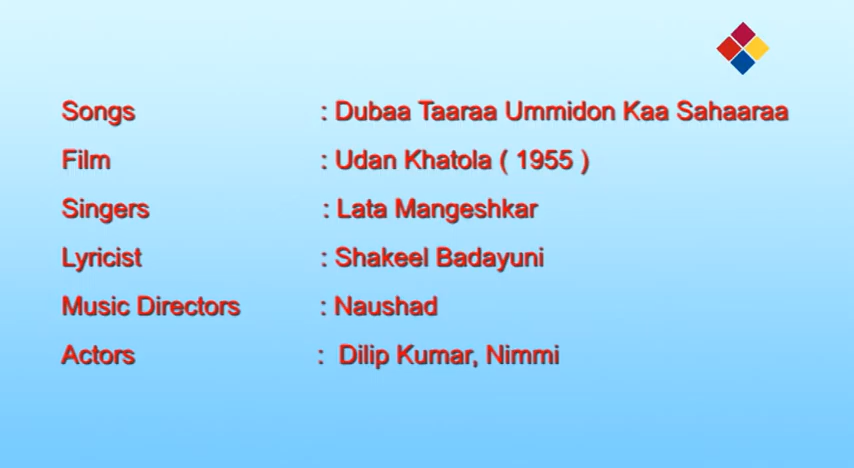 Songs : Dubaa Taaraa Ummidon Kaa Sahaaraa
Film : Udan Khatola ( 1955 )
Singers : Lata Mangeshkar
Lyricist : Shakeel Badayuni
Music Directors : Naushad
Actors : Dilip Kumar, Nimmi